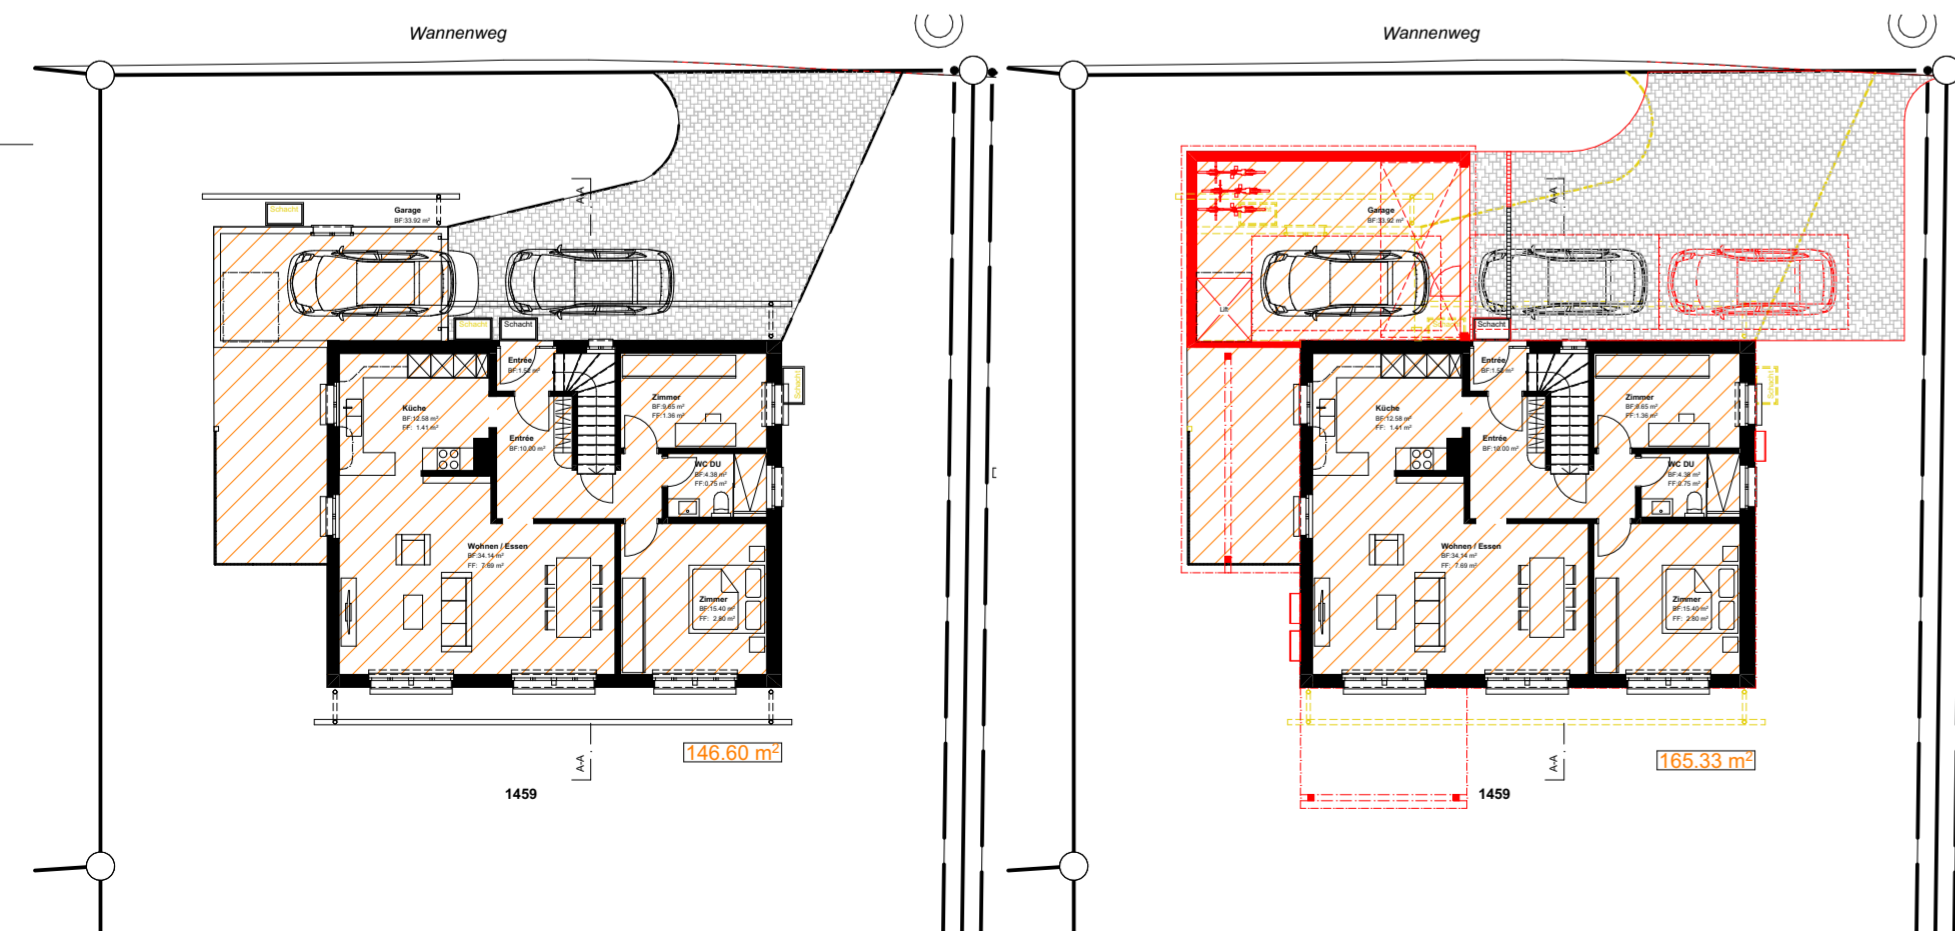 Wannenweg
A-A
Schacht
Garage
BF:33.92 m²
Schacht
Schacht
Entrée
BF:1.52 m²
Schacht
Küche
BF:12.58 m²
FF: 1.41 m²
Zimmer
BF:9.65 m²
FF:1.36 m²
Entrée
BF:10.00 m²
WC DU
BF:4.38 m²
FF:0.75 m²
Wohnen / Essen
BF:34.14 m²
FF: 7.69 m²
Zimmer
BF:15.40 m²
FF: 2.80 m²
A-A
146.60 m²
1459
Wannenweg
A-A
Garage
BF:33.92 m²
Lift
Schacht
Entrée
BF:1.52 m²
Schacht
Küche
BF:12.58 m²
FF: 1.41 m²
Zimmer
BF:9.65 m²
FF:1.36 m²
Entrée
BF:10.00 m²
WC DU
BF:4.38 m²
FF:0.75 m²
Wohnen / Essen
BF:34.14 m²
FF: 7.69 m²
Zimmer
BF:15.40 m²
FF: 2.80 m²
A-A
165.33 m²
1459